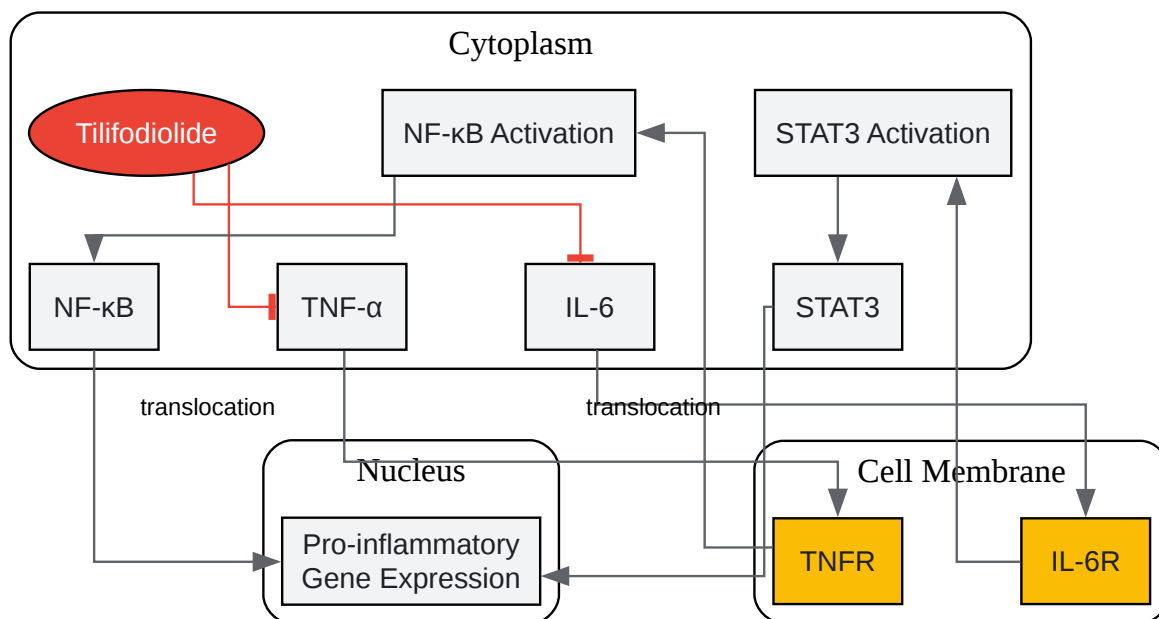 Cytoplasm
Tilifodiolide
NF-κB Activation
STAT3 Activation
NF-κB
TNF-α
IL-6
STAT3
translocation
translocation
Nucleus
Cell Membrane
Pro-inflammatory
Gene Expression
TNFR
IL-6R